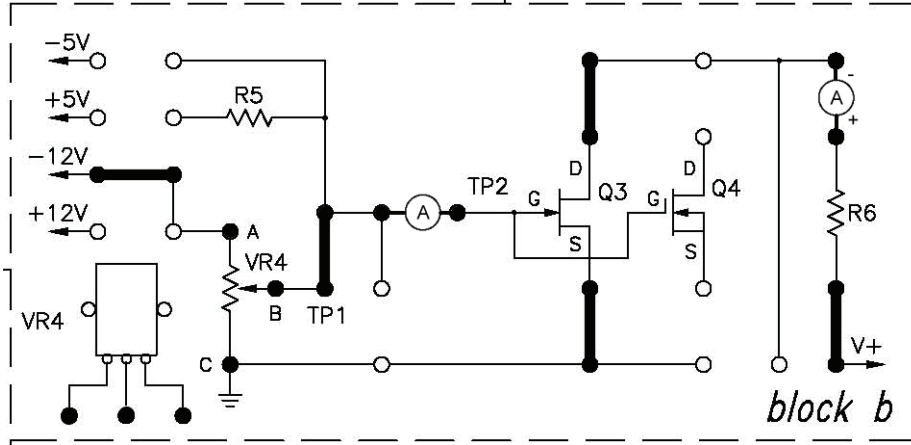 -5V
+5V
R5
-12V
+12V
A
VR4
B
TP1
C
VR4
A
TP2
G
D
Q3
S
G
D
Q4
S
-
A
+
R6
V+
block b